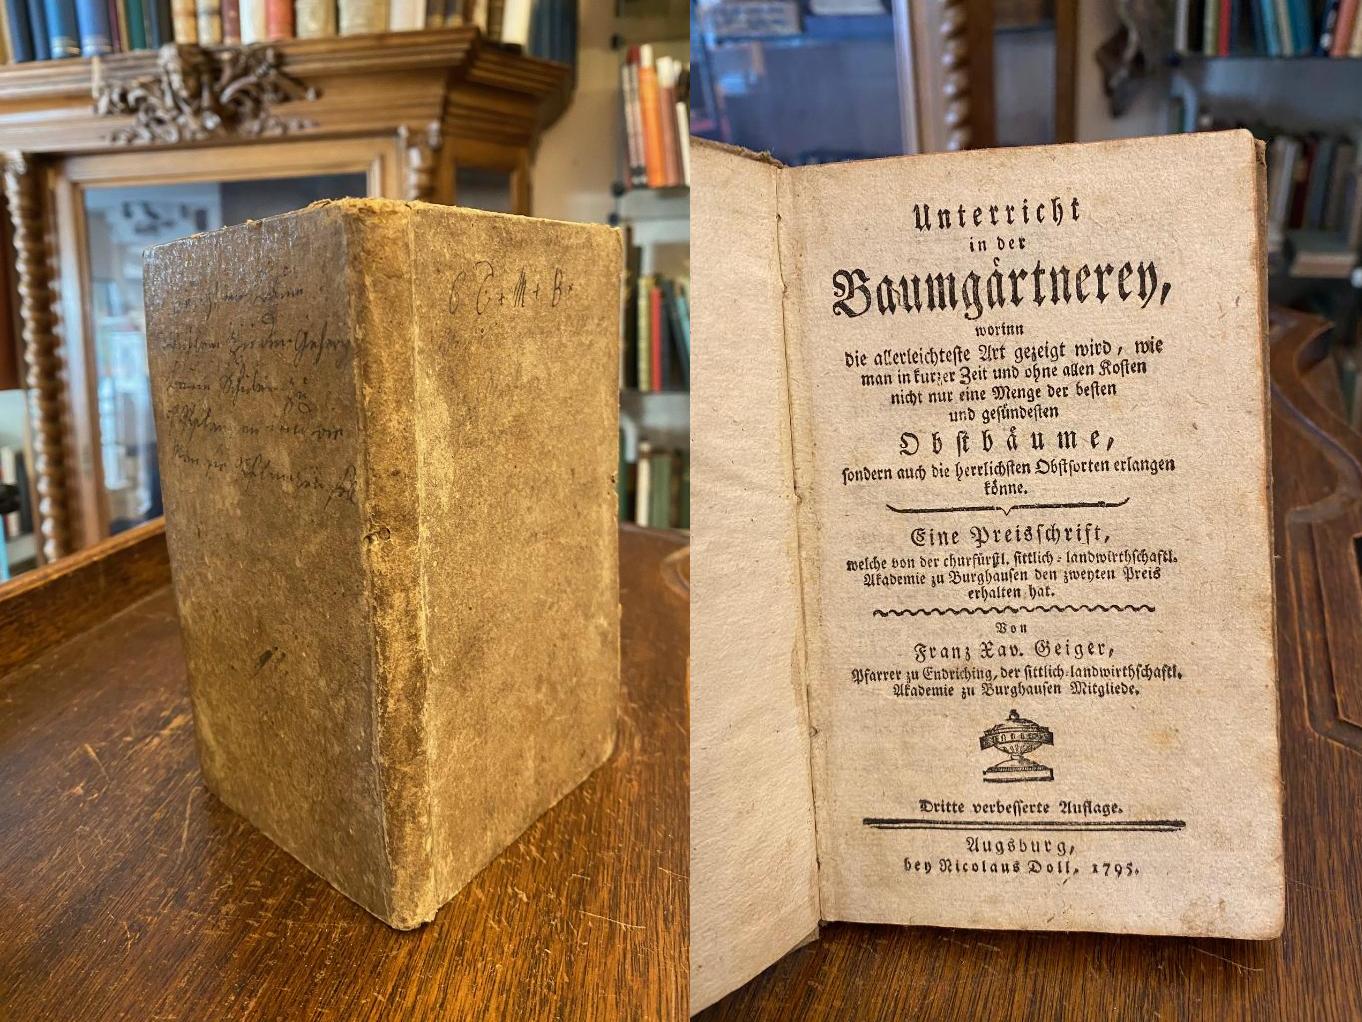 C + M + B +
Unterricht
in der
Baumgärtnerey,
worinn
die allerleichteste Art gezeigt wird, wie
man in kurzer Zeit und ohne allen Kosten
nicht nur eine Menge der besten
und gesündesten
Obstbäume,
sondern auch die herrlichsten Obstsorten erlangen
könne.
Eine Preisschrift,
welche von der churfürstl. sittlich-landwirthschaftl.
Akademie zu Burghausen den zweyten Preis
erhalten hat.
Von
Franz Xav. Geiger,
Pfarrer zu Endriching, der sittlich-landwirthschaftl.
Akademie zu Burghausen Mitgliede.
Dritte verbesserte Auflage.
Augsburg,
bey Nicolaus Doll, 1795.